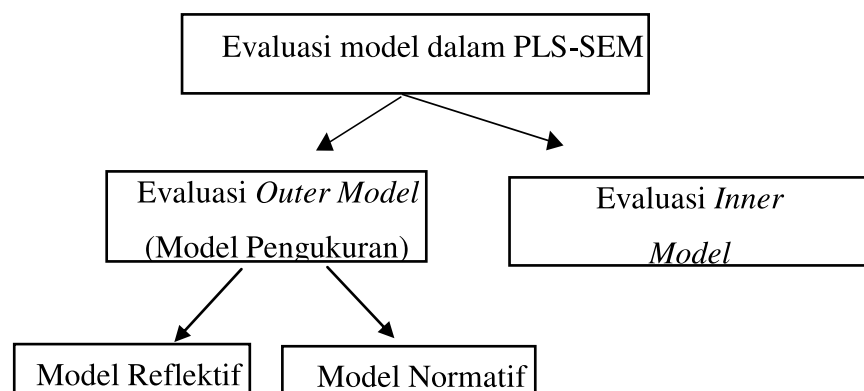 Evaluasi model dalam PLS-SEM
Evaluasi Outer Model
(Model Pengukuran)
Evaluasi Inner
Model
Model Reflektif
Model Normatif